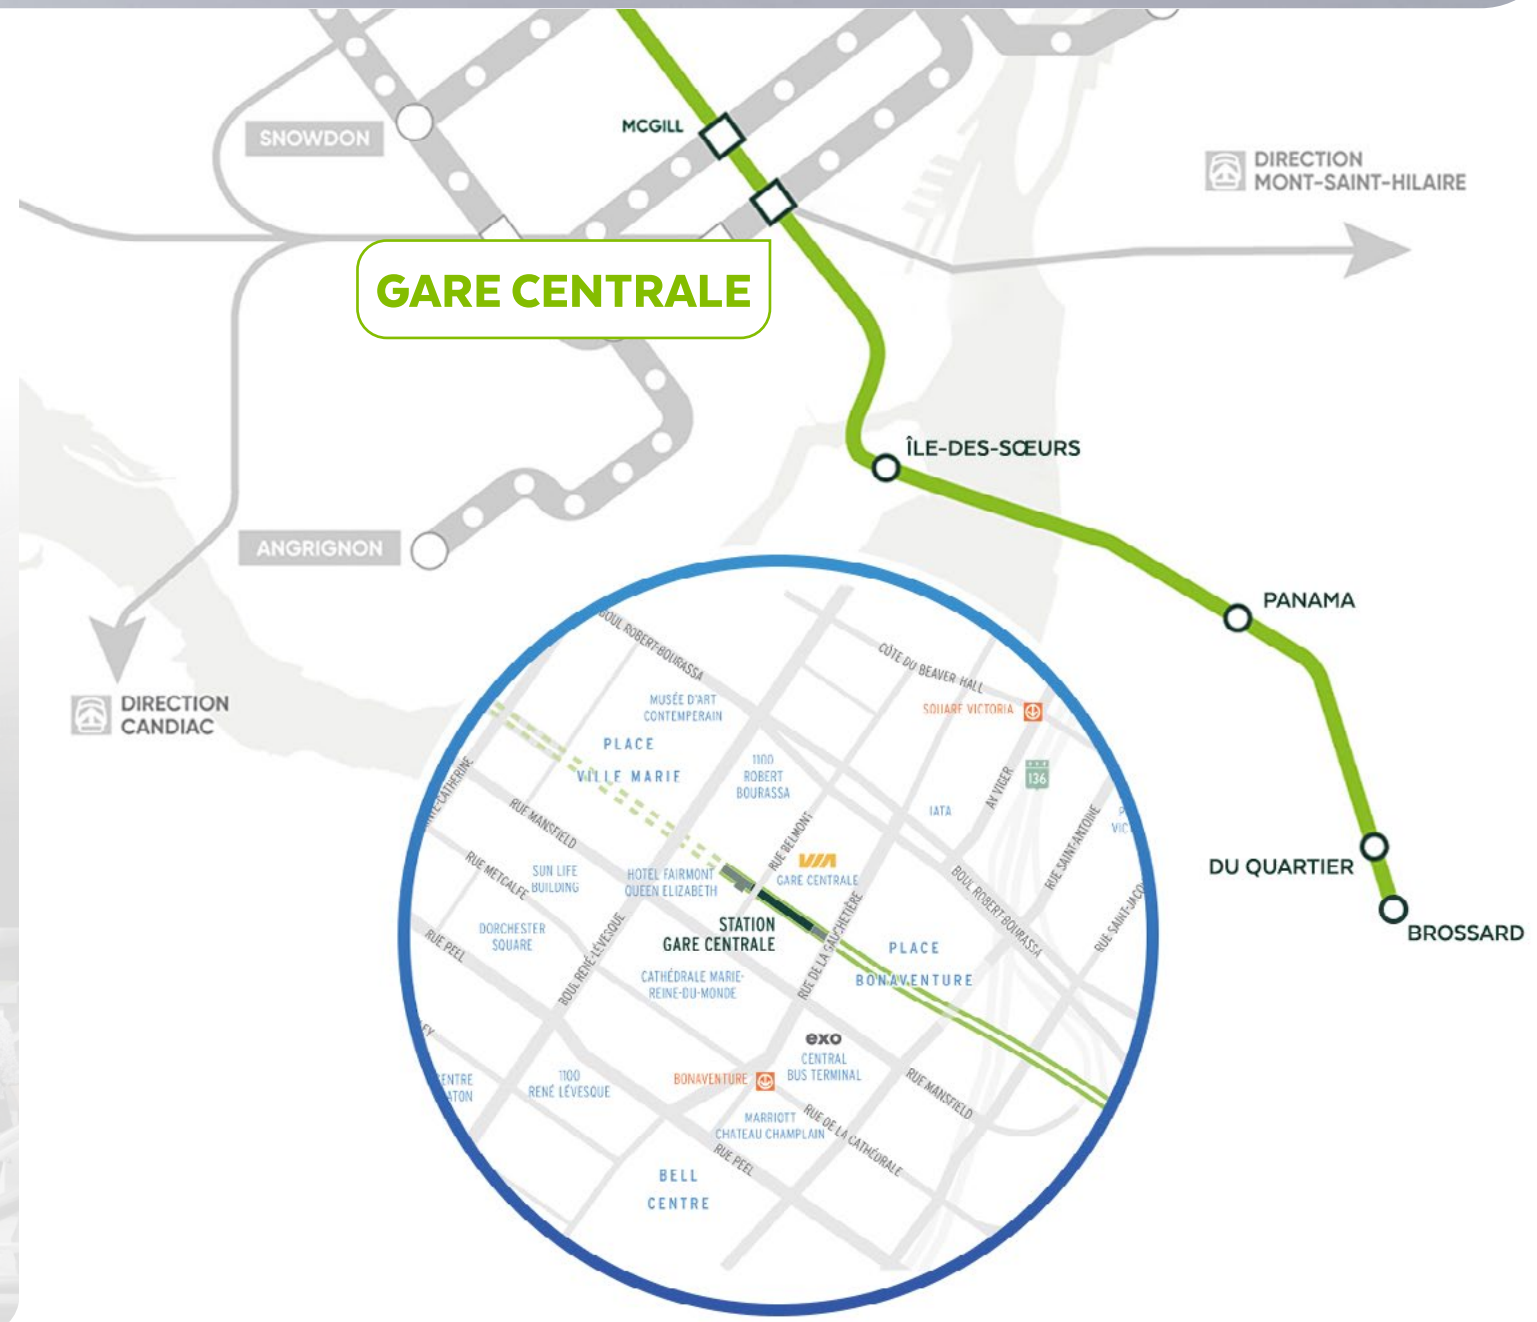 MCGILL
SNOWDON
DIRECTION
MONT-SAINT-HILAIRE
GARE CENTRALE
ÎLE-DES-SŒURS
ANGRIGNON
PANAMA
DIRECTION
CANDIAC
DU QUARTIER
BROSSARD
BOUL ROBERT-BOURASSA
CÔTE DU BEAVER HALL
MUSÉE D'ART
CONTEMPERAIN
SQUARE VICTORIA
PLACE
VILLE MARIE
1100
ROBERT
BOURASSA
136
AV VIGER
IATA
RUE MANSFIELD
RUE BELMONT
RUE SAINT-ANTOINE
RUE METCALFE
SUN LIFE
BUILDING
HOTEL FAIRMONT
QUEEN ELIZABETH
VIA
GARE CENTRALE
BOUL ROBERT-BOURASSA
STATION
GARE CENTRALE
DORCHESTER
SQUARE
RUE PEEL
BOUL RENÉ-LÉVESQUE
RUE DE LA GAUCHETIÈRE
PLACE
BONAVENTURE
CATHÉDRALE MARIE-
REINE-DU-MONDE
exo
CENTRAL
BUS TERMINAL
BONAVENTURE
1100
RENÉ LÉVESQUE
RUE MANSFIELD
MARRIOTT
CHATEAU CHAMPLAIN
RUE DE LA CATHÉDRALE
RUE PEEL
BELL
CENTRE